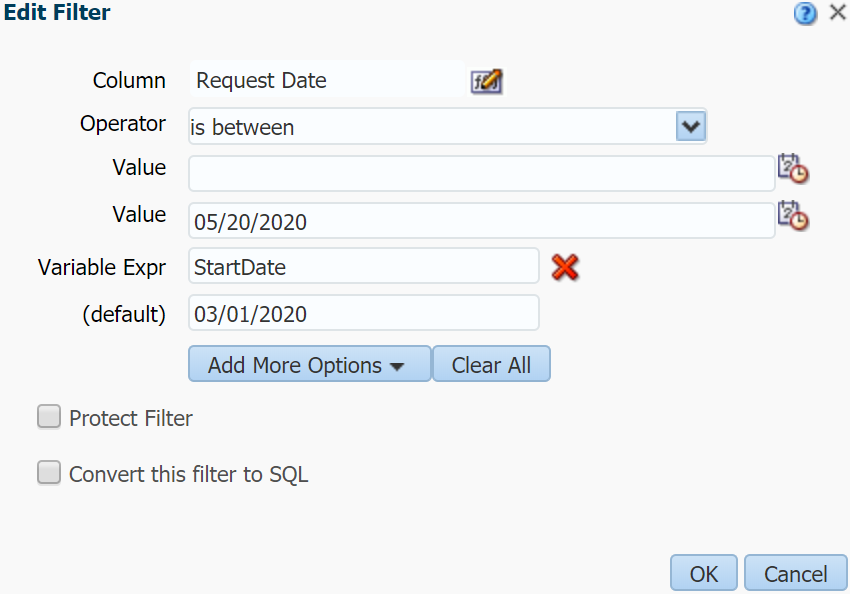 Edit Filter
Column Request Date
Operator is between
Value
Value 05/20/2020
Variable Expr StartDate
(default) 03/01/2020
Add More Options Clear All
Protect Filter
Convert this filter to SQL
OK Cancel